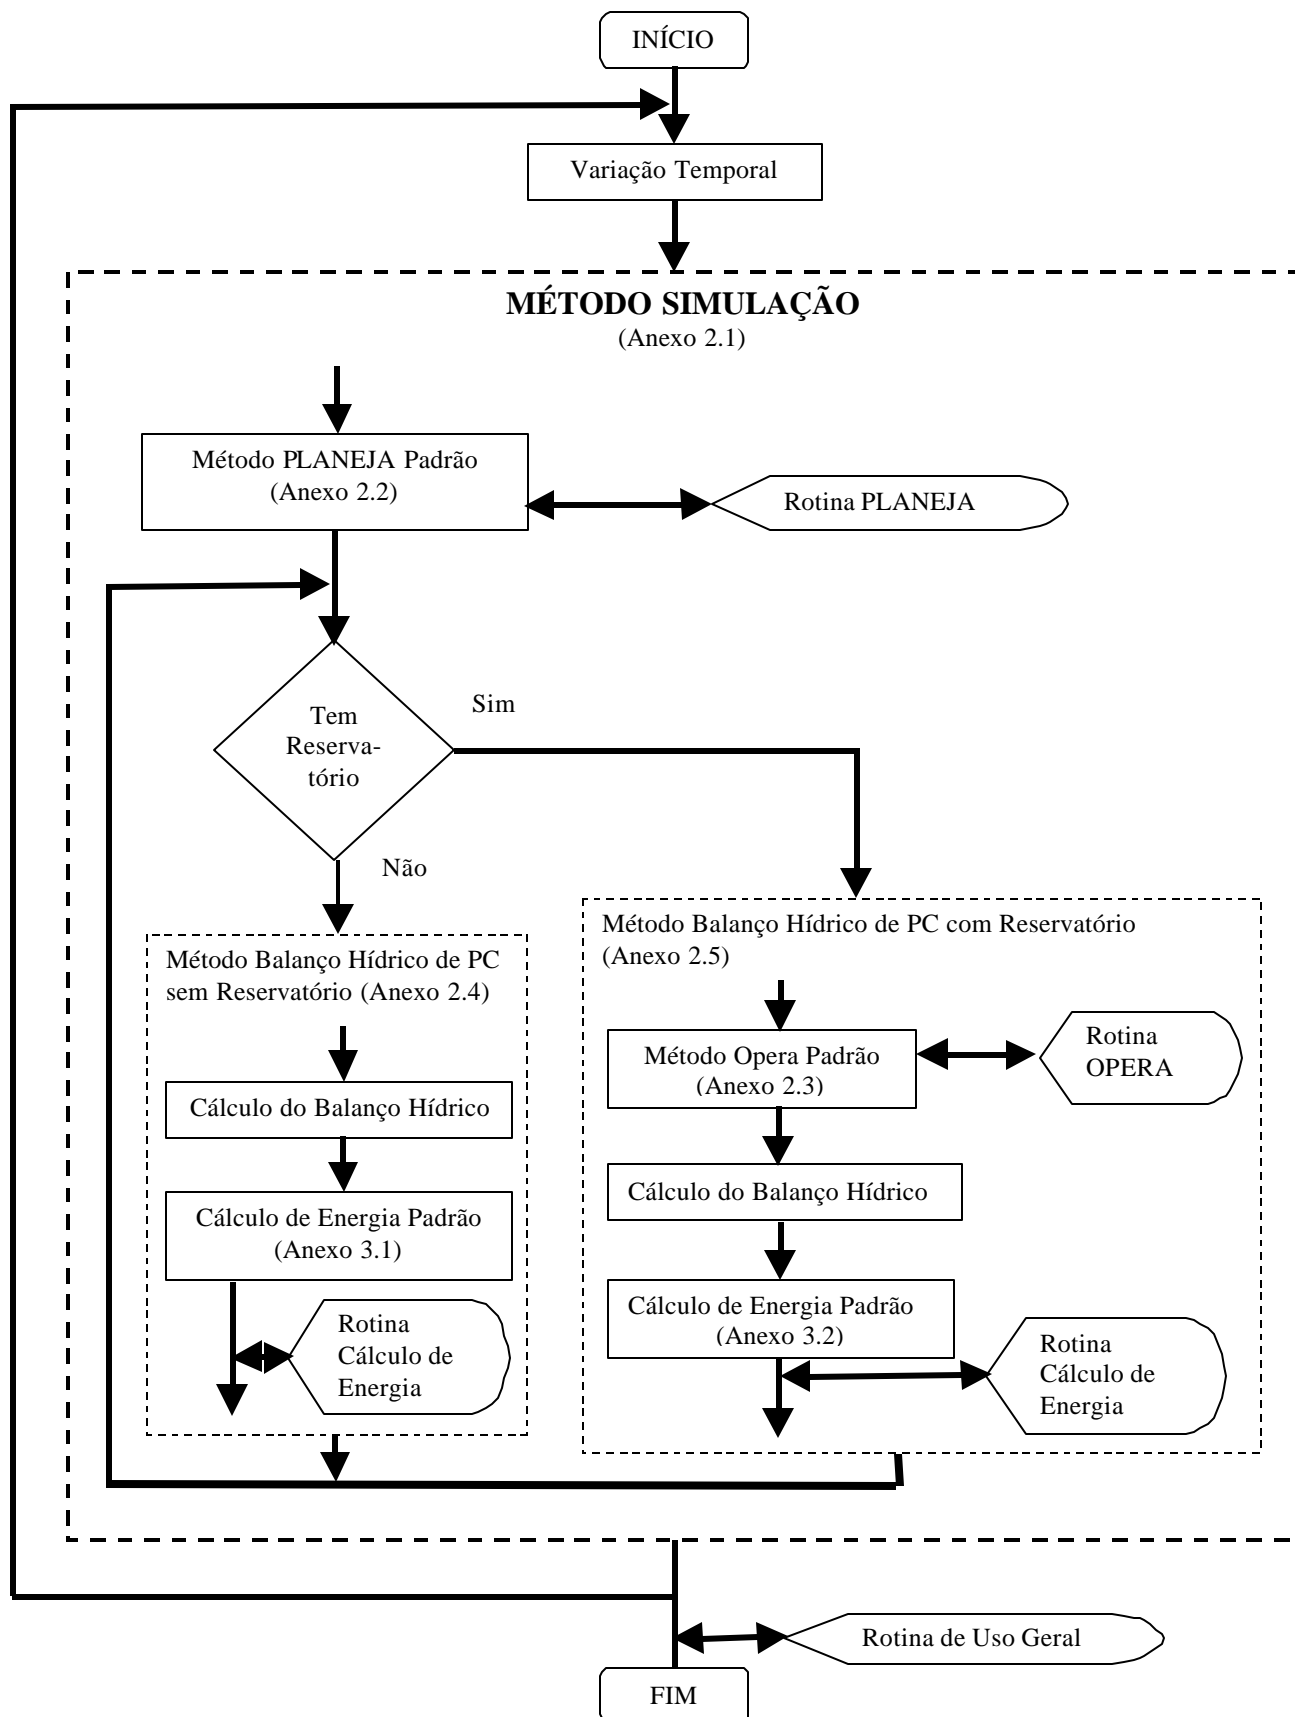 INÍCIO
Variação Temporal
MÉTODO SIMULAÇÃO
(Anexo 2.1)
Método PLANEJA Padrão
(Anexo 2.2)
Rotina PLANEJA
Tem
Reserva-
tório
Sim
Não
Método Balanço Hídrico de PC
sem Reservatório (Anexo 2.4)
Cálculo do Balanço Hídrico
Cálculo de Energia Padrão
(Anexo 3.1)
Rotina
Cálculo de
Energia
Método Balanço Hídrico de PC com Reservatório
(Anexo 2.5)
Método Opera Padrão
(Anexo 2.3)
Rotina
OPERA
Cálculo do Balanço Hídrico
Cálculo de Energia Padrão
(Anexo 3.2)
Rotina
Cálculo de
Energia
Rotina de Uso Geral
FIM